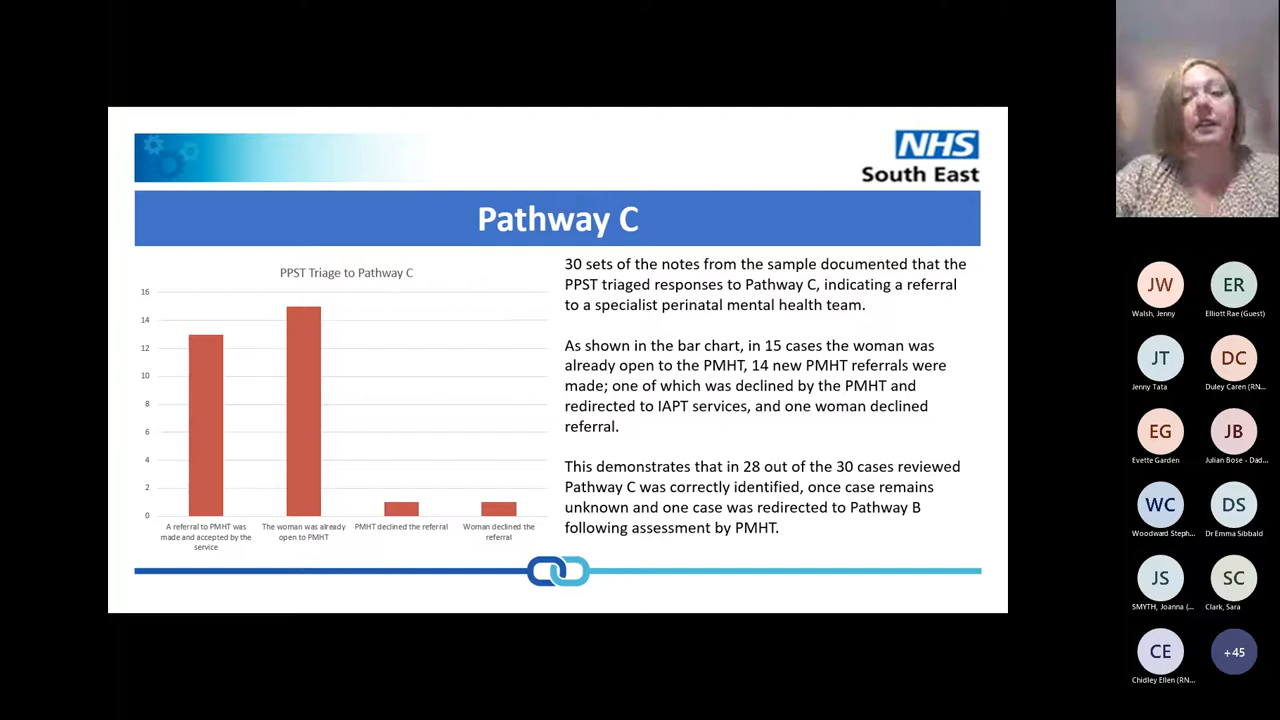 NHS
South East
Pathway C
PPST Triage to Pathway C
16
14
12
10
8
6
4
2
0
A referral to PMHT was
made and accepted by the
service
The woman was already
open to PMHT
PMHT declined the referral
Woman declined the
referral
30 sets of the notes from the sample documented that the
PPST triaged responses to Pathway C, indicating a referral
to a specialist perinatal mental health team.
As shown in the bar chart, in 15 cases the woman was
already open to the PMHT, 14 new PMHT referrals were
made; one of which was declined by the PMHT and
redirected to IAPT services, and one woman declined
referral.
This demonstrates that in 28 out of the 30 cases reviewed
Pathway C was correctly identified, once case remains
unknown and one case was redirected to Pathway B
following assessment by PMHT.
JW
Walsh, Jenny
ER
Elliott Rae (Guest)
JT
Jenny Tata
DC
Duley Caren (RN...
EG
Evette Garden
JB
Julian Bose - Dad...
WC
Woodward Steph...
DS
Dr Emma Sibbald
JS
SMYTH, Joanna (...
SC
Clark, Sara
CE
Chidley Ellen (RN...
+45